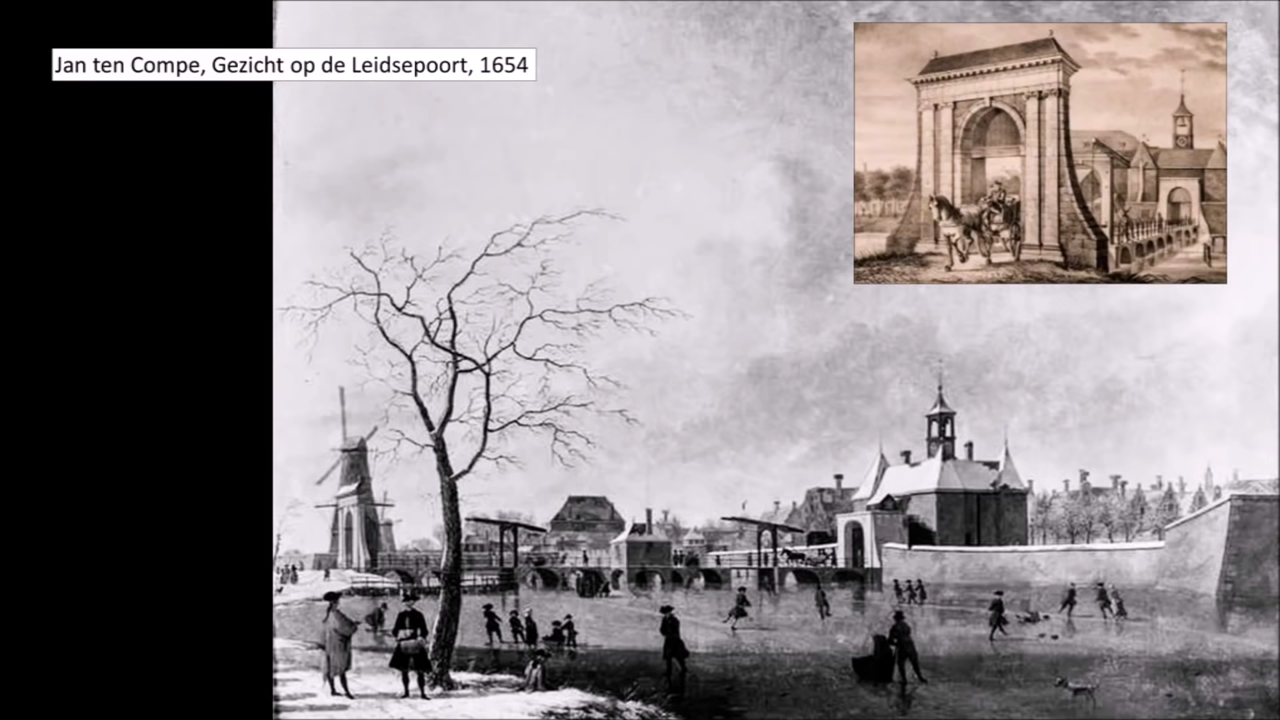 Jan ten Compe, Gezicht op de Leidsepoort, 1654